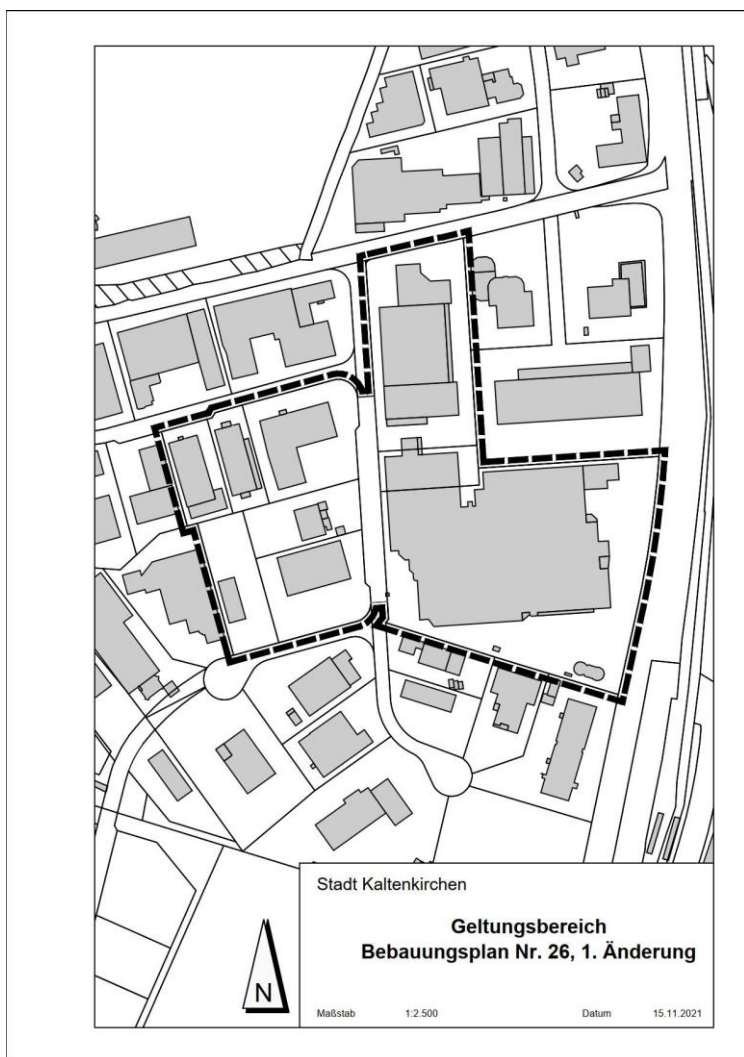 Stadt Kaltenkirchen
Geltungsbereich
Bebauungsplan Nr. 26, 1. Änderung
N
Maßstab 1:2.500 Datum 15.11.2021